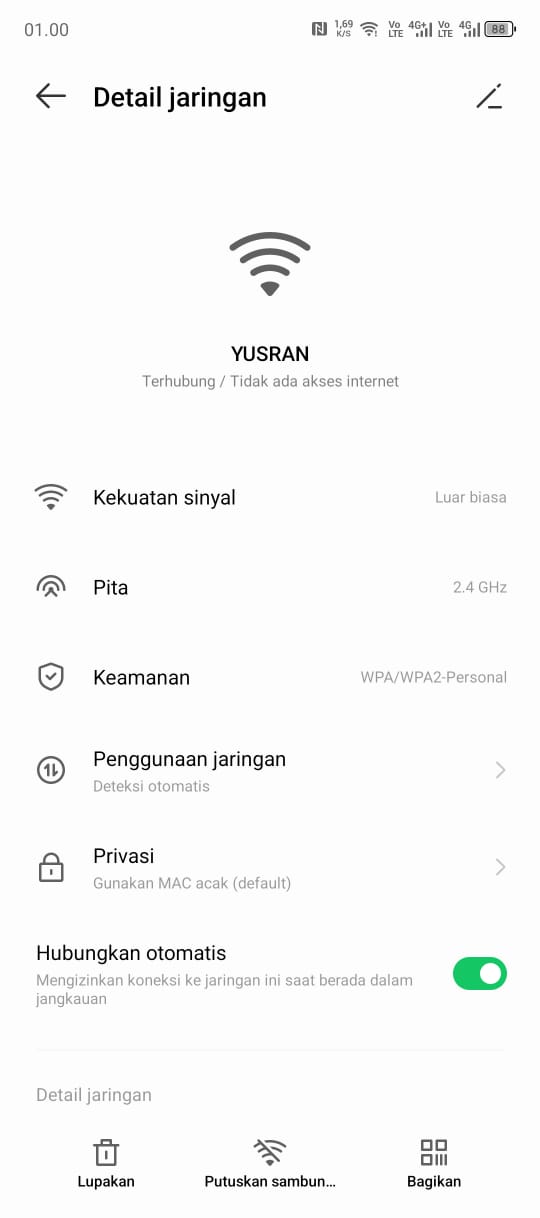 01.00
1,69
K/S
Vo
LTE
4G+
Vo
LTE
4G
88
Detail jaringan
YUSRAN
Terhubung / Tidak ada akses internet
Kekuatan sinyal
Luar biasa
Pita
2.4 GHz
Keamanan
WPA/WPA2-Personal
Penggunaan jaringan
Deteksi otomatis
Privasi
Gunakan MAC acak (default)
Hubungkan otomatis
Mengizinkan koneksi ke jaringan ini saat berada dalam
jangkauan
Detail jaringan
Lupakan
Putuskan sambun...
Bagikan